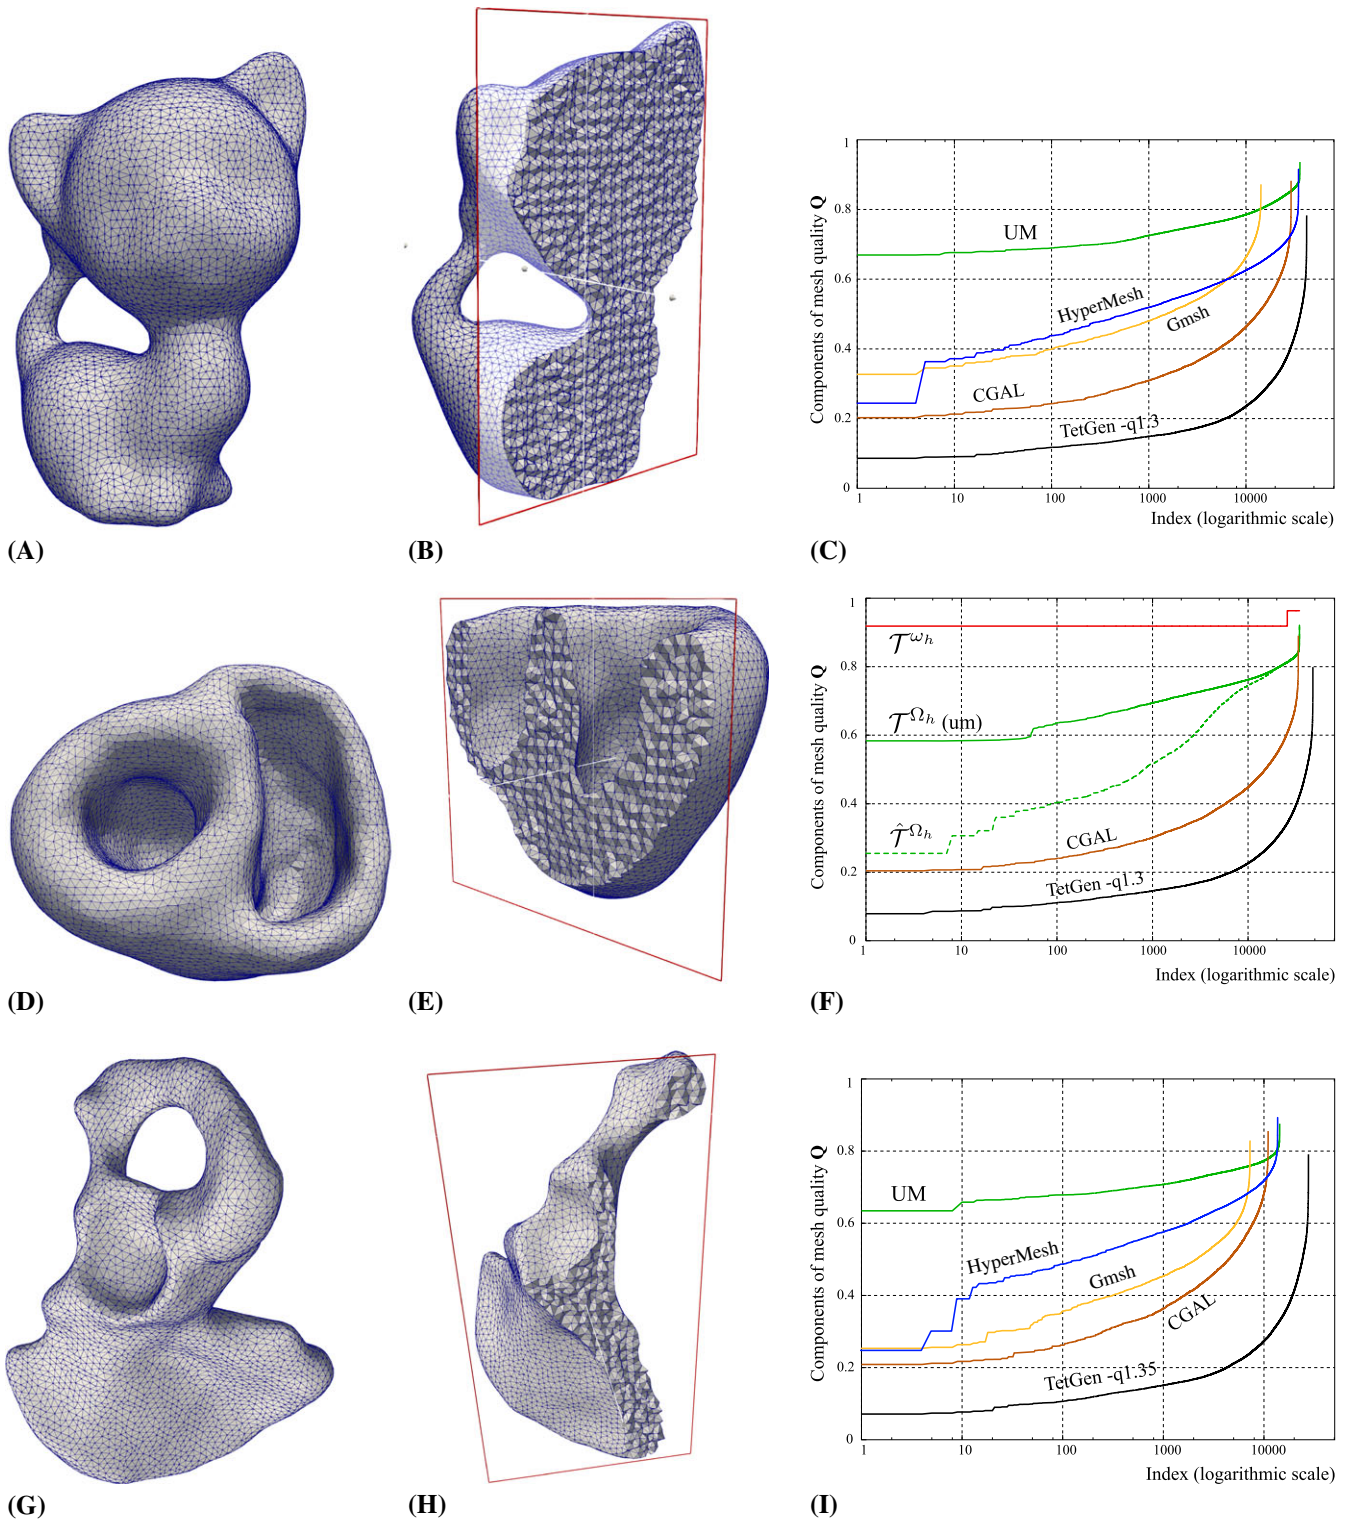 1
0.8
0.6
0.4
0.2
0
Components of mesh quality Q
UM
HyperMesh
Gmsh
CGAL
TetGen -q1.3
1 10 100 1000 10000
Index (logarithmic scale)
(A) (B) (C)
1
0.8
0.6
0.4
0.2
0
Components of mesh quality Q
𝒯^ω_h
𝒯^Ω_h (um)
𝒯̂^Ω_h
CGAL
TetGen -q1.3
1 10 100 1000 10000
Index (logarithmic scale)
(D) (E) (F)
1
0.8
0.6
0.4
0.2
0
Components of mesh quality Q
UM
HyperMesh
Gmsh
CGAL
TetGen -q1.35
1 10 100 1000 10000
Index (logarithmic scale)
(G) (H) (I)